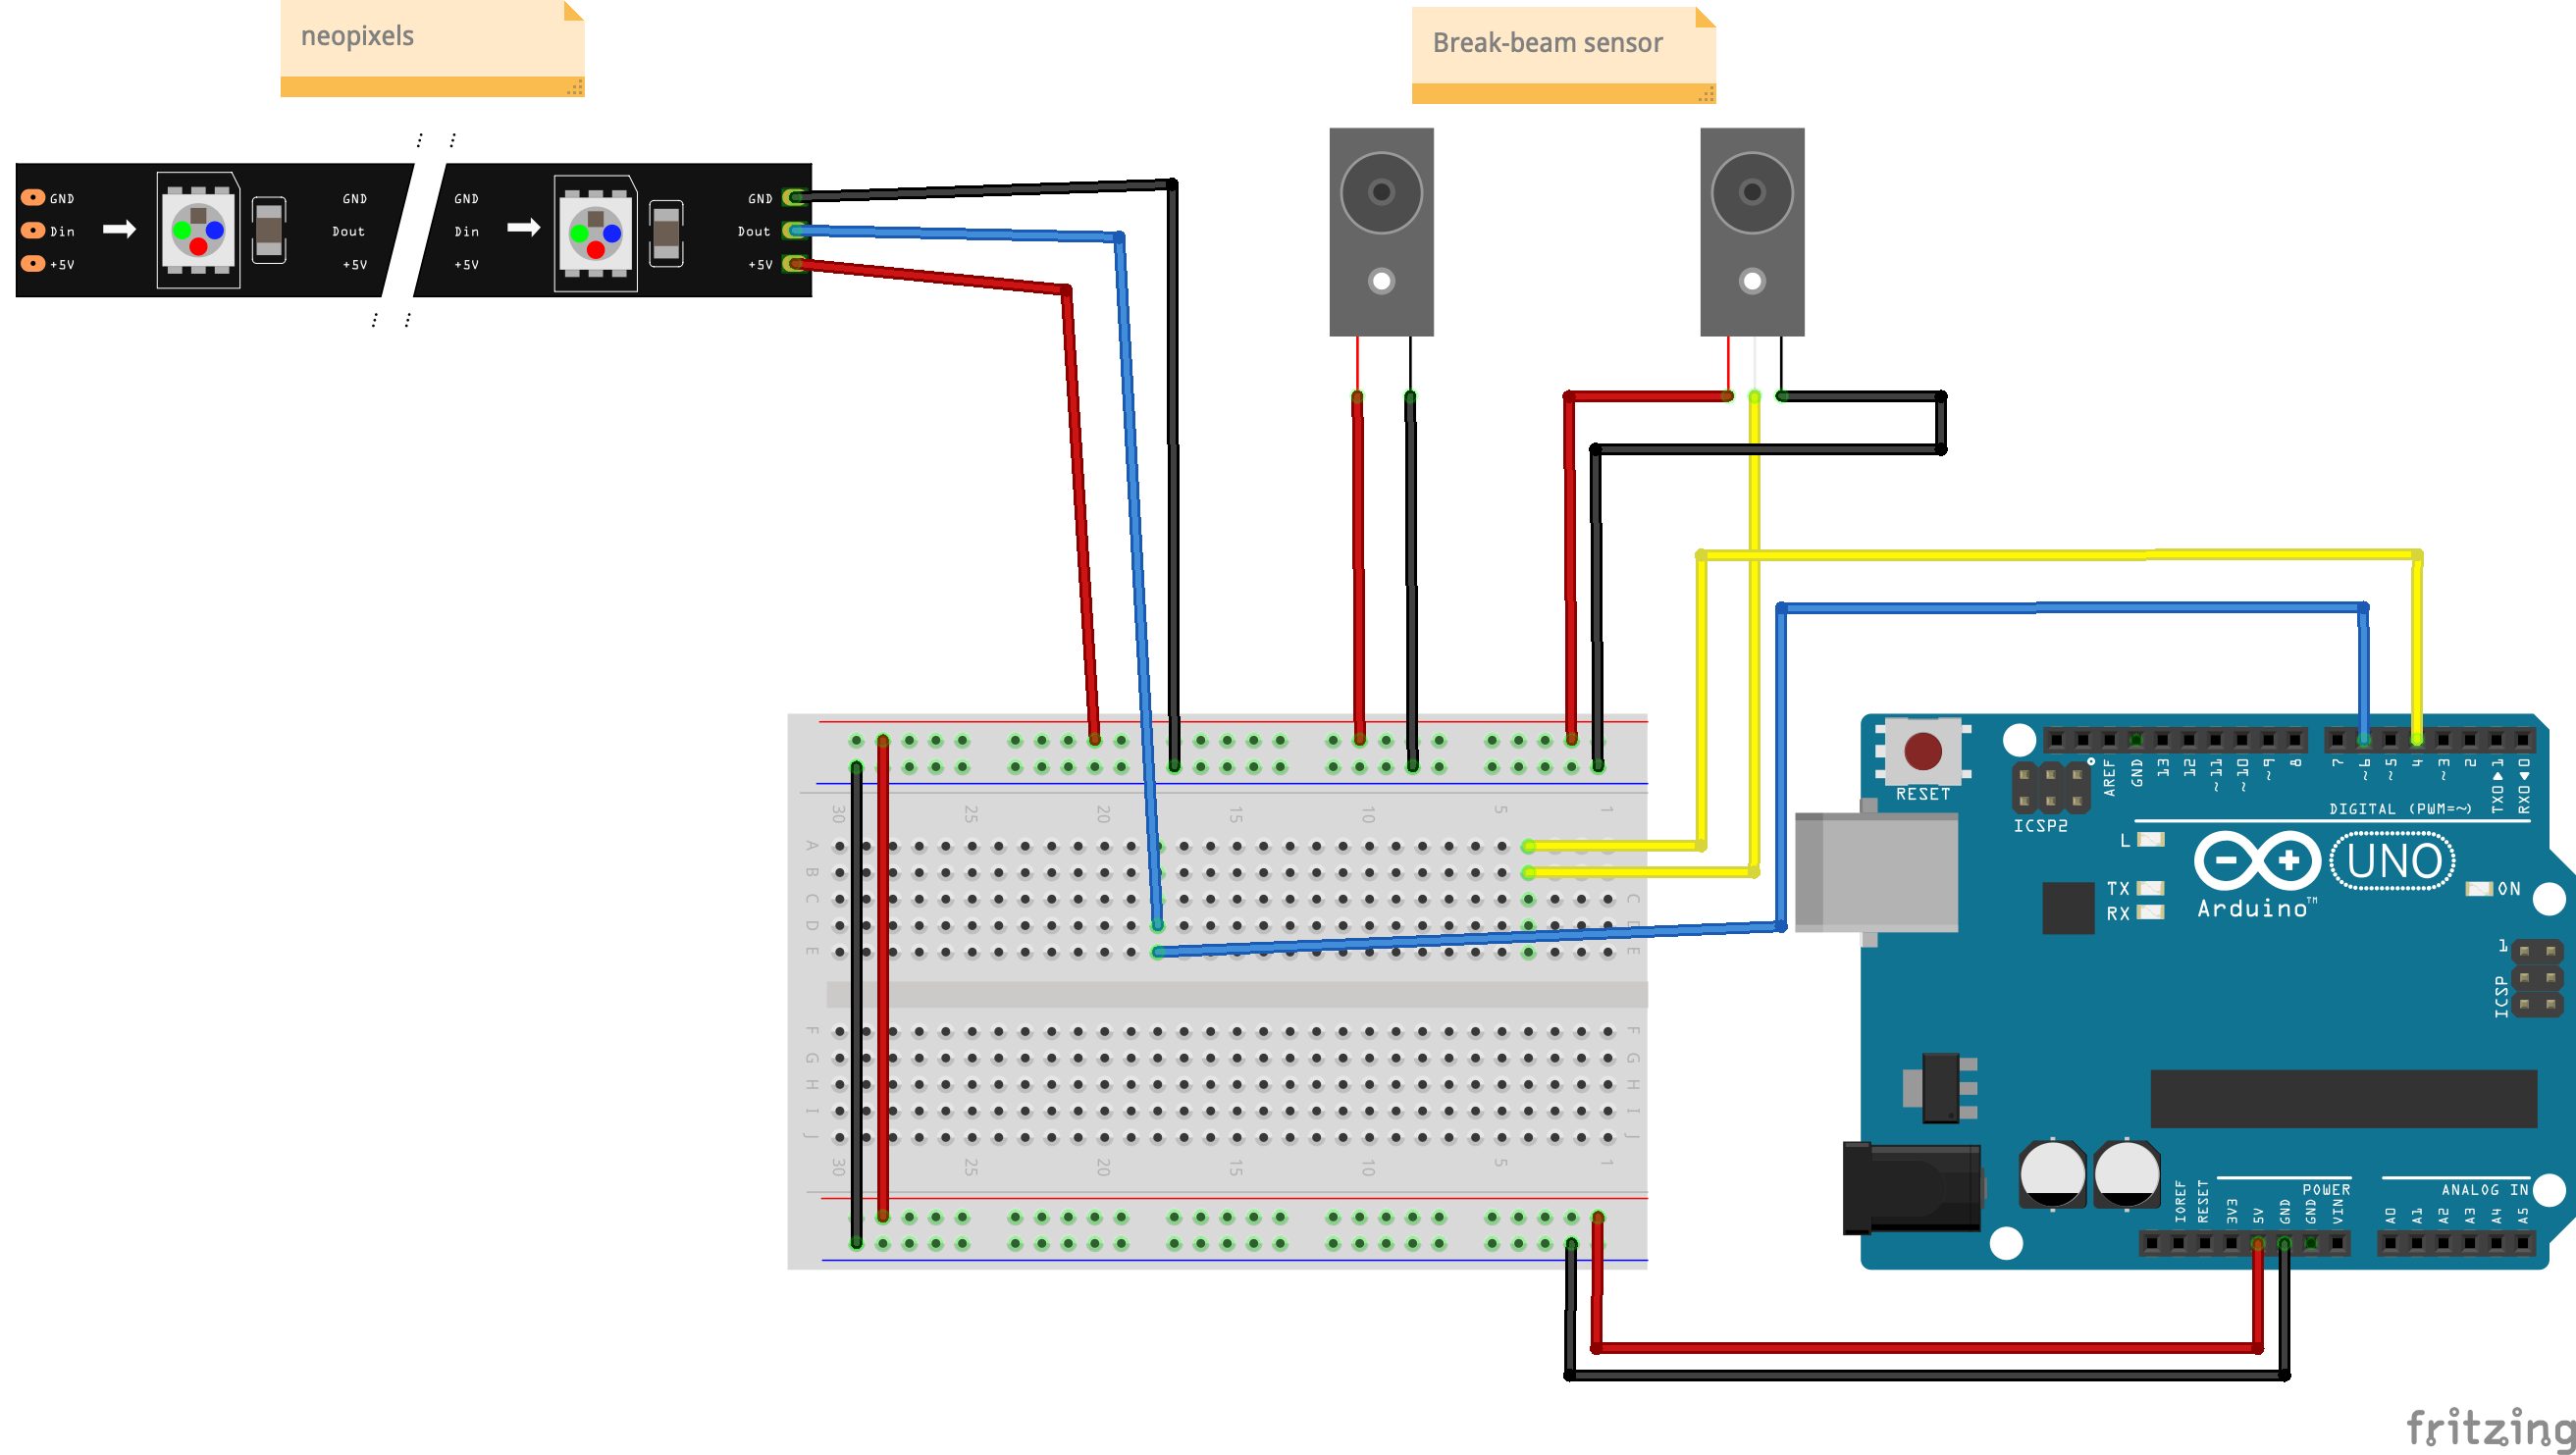 neopixels
Break-beam sensor
GND
Din
+5V
GND
Dout
+5V
GND
Din
+5V
GND
Dout
+5V
30 25 20 15 10 5 1
A
B
C C
D D
E E
F F
G G
H H
I I
J J
30 25 20 15 10 5 1
RESET
ICSP2
AREF
GND
13
12
~11
~10
~9
8
7
~6
~5
4
~3
2
TX0▶1
RX0◀0
DIGITAL (PWM=~)
L
TX
RX
Arduino™
UNO
ON
1
ICSP
POWER
ANALOG IN
IOREF
RESET
3V3
5V
GND
GND
VIN
A0
A1
A2
A3
A4
A5
fritzing